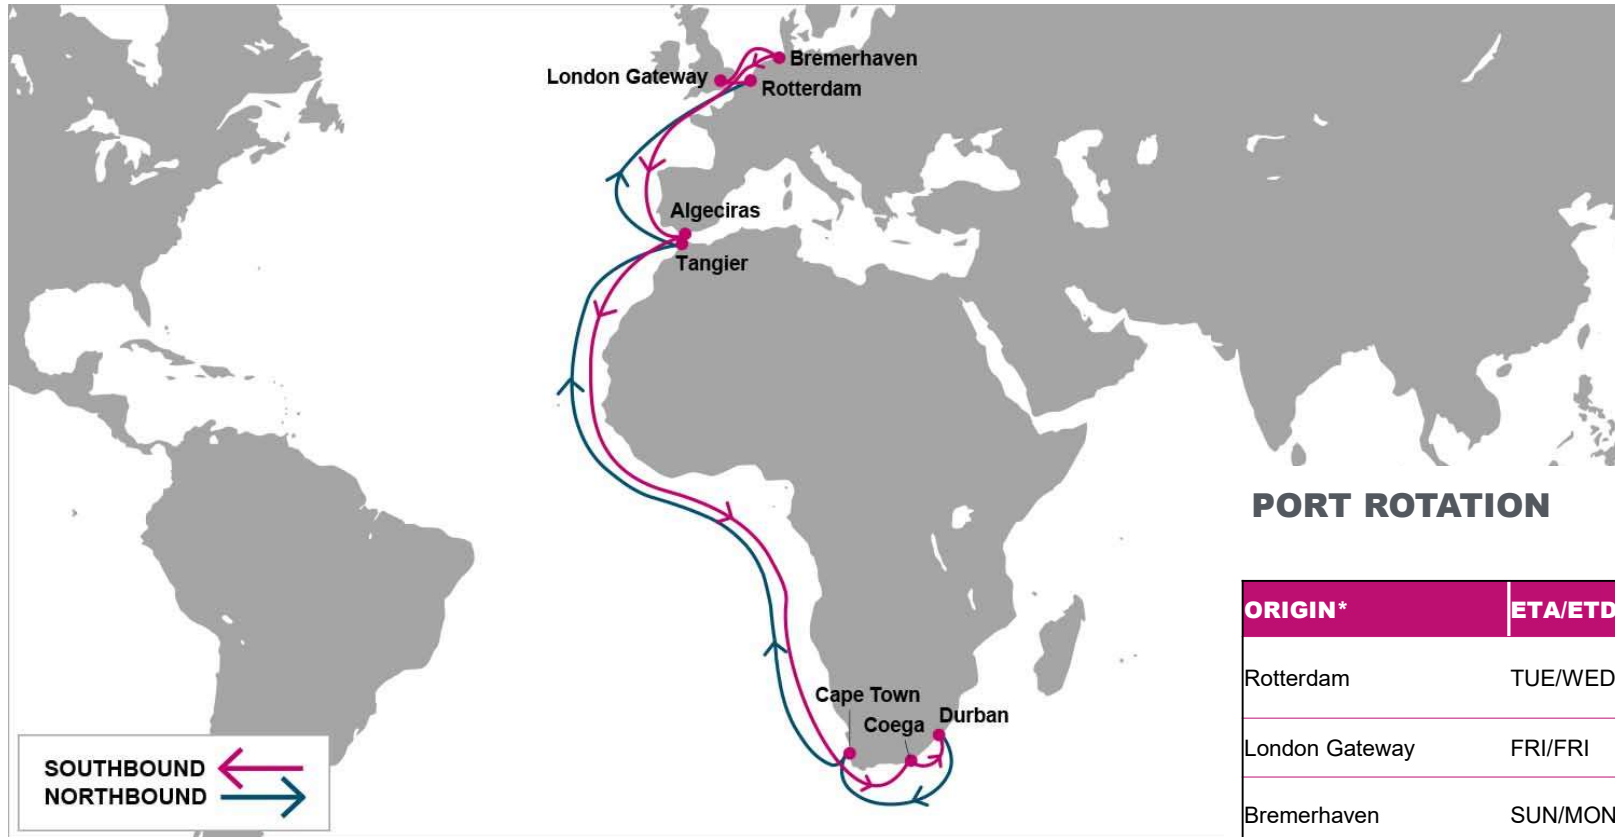 Bremerhaven
London Gateway
Rotterdam
Algeciras
Tangier
Cape Town
Coega
Durban
SOUTHBOUND
NORTHBOUND
PORT ROTATION
ORIGIN* ETA/ETD
Rotterdam TUE/WED
London Gateway FRI/FRI
Bremerhaven SUN/MON